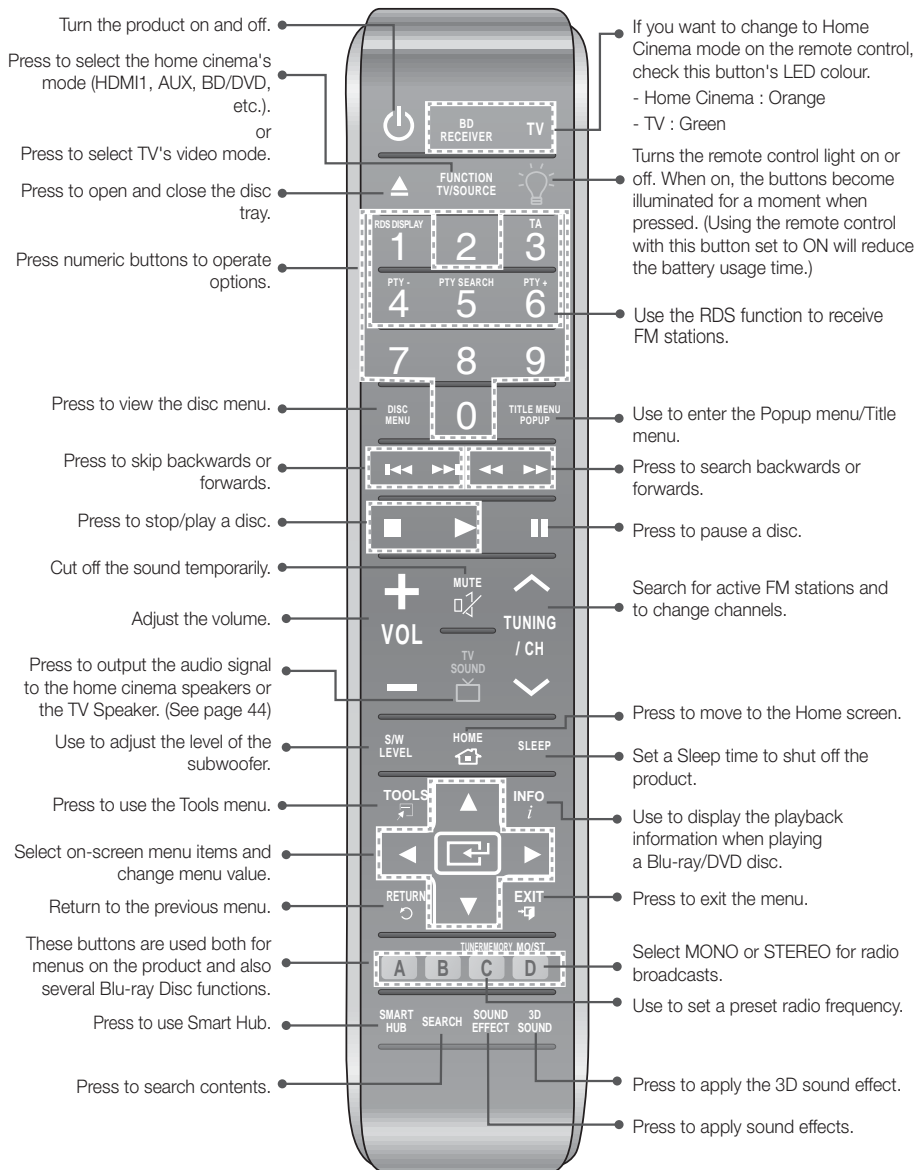 Turn the product on and off.
Press to select the home cinema's
mode (HDMI1, AUX, BD/DVD,
etc.).
or
Press to select TV's video mode.
Press to open and close the disc
tray.
Press numeric buttons to operate
options.
Press to view the disc menu.
Press to skip backwards or
forwards.
Press to stop/play a disc.
Cut off the sound temporarily.
Adjust the volume.
Press to output the audio signal
to the home cinema speakers or
the TV Speaker. (See page 44)
Use to adjust the level of the
subwoofer.
Press to use the Tools menu.
Select on-screen menu items and
change menu value.
Return to the previous menu.
These buttons are used both for
menus on the product and also
several Blu-ray Disc functions.
Press to use Smart Hub.
Press to search contents.
BD
RECEIVER
TV
FUNCTION
TV/SOURCE
RDS DISPLAY
1
2
TA
3
PTY -
4
PTY SEARCH
5
PTY +
6
7
8
9
DISC
MENU
0
TITLE MENU
POPUP
+
VOL
−
MUTE
TUNING
/ CH
TV
SOUND
S/W
LEVEL
HOME
SLEEP
TOOLS
INFO
i
RETURN
EXIT
TUNERMEMORY MO/ST
A B C D
SMART
HUB
SEARCH
SOUND
EFFECT
3D
SOUND
If you want to change to Home
Cinema mode on the remote control,
check this button's LED colour.
- Home Cinema : Orange
- TV : Green
Turns the remote control light on or
off. When on, the buttons become
illuminated for a moment when
pressed. (Using the remote control
with this button set to ON will reduce
the battery usage time.)
Use the RDS function to receive
FM stations.
Use to enter the Popup menu/Title
menu.
Press to search backwards or
forwards.
Press to pause a disc.
Search for active FM stations and
to change channels.
Press to move to the Home screen.
Set a Sleep time to shut off the
product.
Use to display the playback
information when playing
a Blu-ray/DVD disc.
Press to exit the menu.
Select MONO or STEREO for radio
broadcasts.
Use to set a preset radio frequency.
Press to apply the 3D sound effect.
Press to apply sound effects.